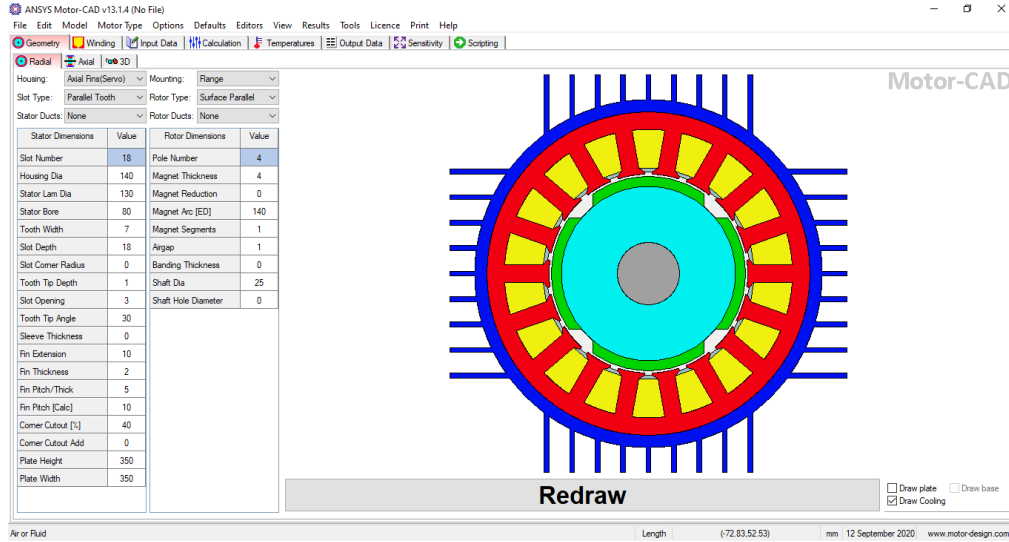 ANSYS Motor-CAD v13.1.4 (No File)
File Edit Model Motor Type Options Defaults Editors View Results Tools Licence Print Help
Geometry Winding Input Data Calculation Temperatures Output Data Sensitivity Scripting
Radial Axial 3D
Housing: Axial Fins(Servo) Mounting: Flange
Slot Type: Parallel Tooth Rotor Type: Surface Parallel
Stator Ducts: None Rotor Ducts: None
Motor-CAD
Stator Dimensions Value Rotor Dimensions Value
Slot Number 18 Pole Number 4
Housing Dia 140 Magnet Thickness 4
Stator Lam Dia 130 Magnet Reduction 0
Stator Bore 80 Magnet Arc [ED] 140
Tooth Width 7 Magnet Segments 1
Slot Depth 18 Airgap 1
Slot Corner Radius 0 Banding Thickness 0
Tooth Tip Depth 1 Shaft Dia 25
Slot Opening 3 Shaft Hole Diameter 0
Tooth Tip Angle 30
Sleeve Thickness 0
Fin Extension 10
Fin Thickness 2
Fin Pitch/Thick 5
Fin Pitch [Calc] 10
Corner Cutout [%] 40
Corner Cutout Add 0
Plate Height 350
Plate Width 350
Redraw
Draw plate Draw base
Draw Cooling
Air or Fluid Length (-72.83,52.53) mm 12 September 2020 www.motor-design.com